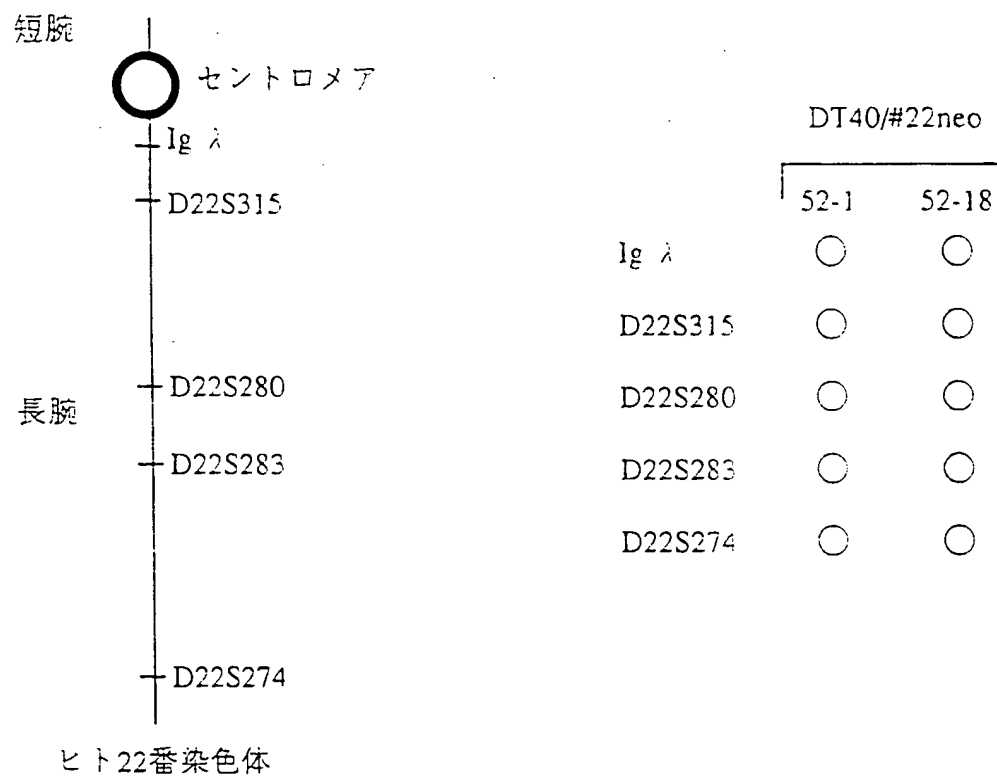 短腕
セントロメア
Ig λ
D22S315
D22S280
長腕
D22S283
D22S274
ヒト22番染色体
DT40/#22neo
52-1 52-18
Ig λ ○ ○
D22S315 ○ ○
D22S280 ○ ○
D22S283 ○ ○
D22S274 ○ ○